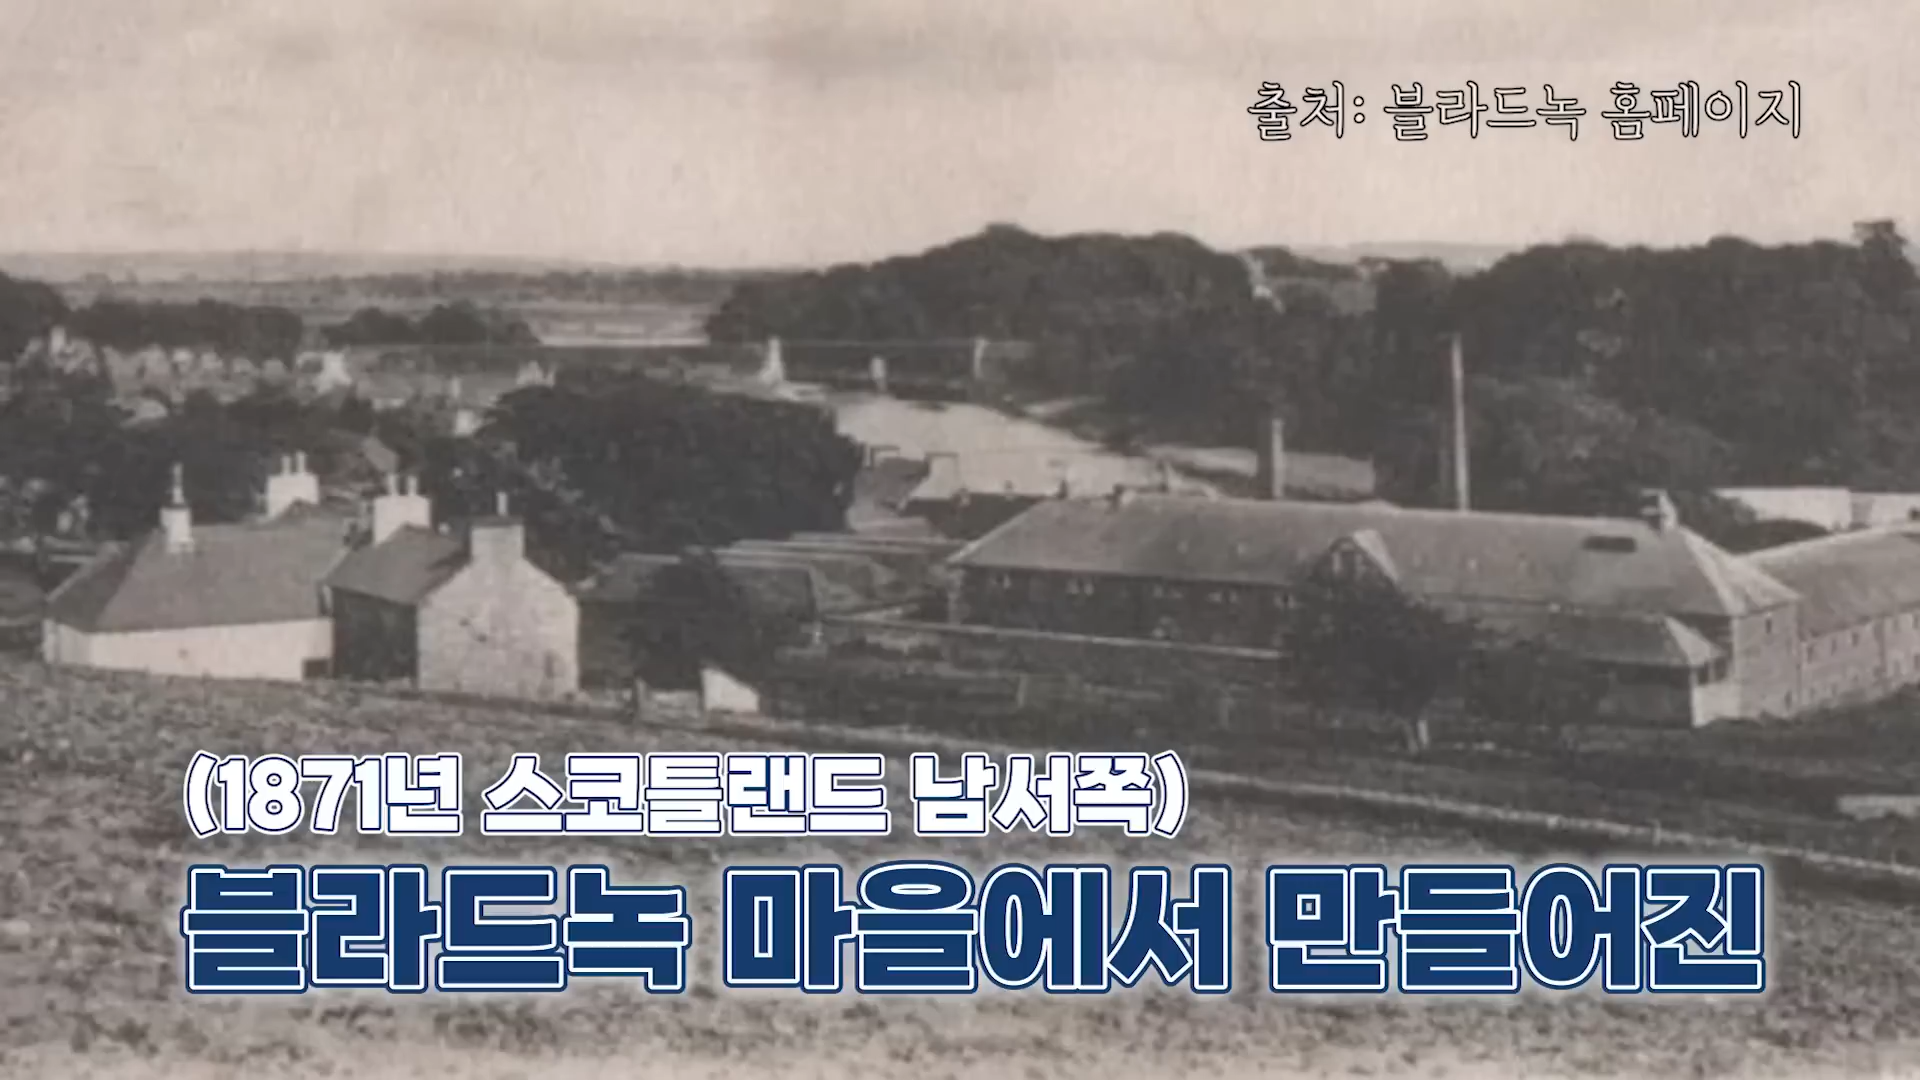 출처: 블라드녹 홈페이지
(1871년 스코틀랜드 남서쪽)
블라드녹 마을에서 만들어진